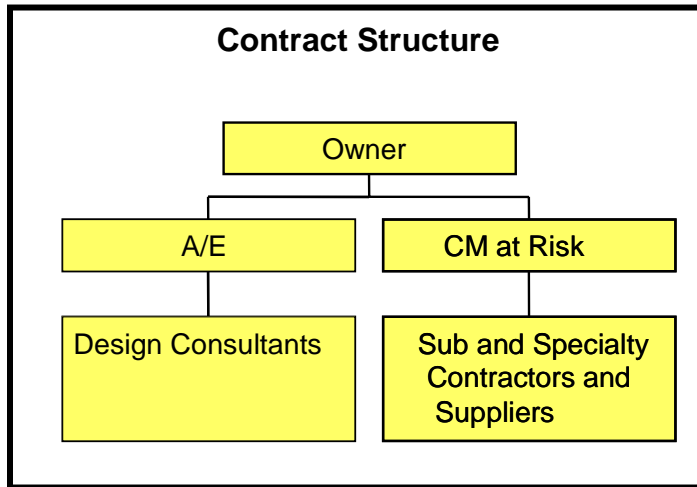 Contract Structure
Owner
A/E
CM at Risk
Design Consultants
Sub and Specialty
Contractors and
Suppliers